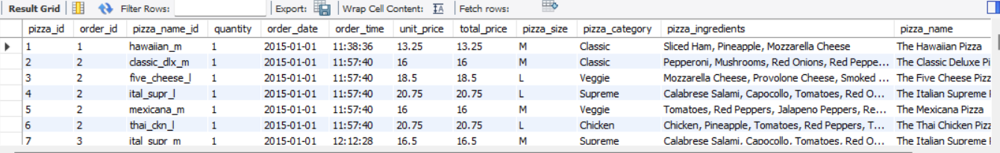 Result Grid Filter Rows: Export: Wrap Cell Content: IA Fetch rows:
pizza_id order_id pizza_name_id quantity order_date order_time unit_price total_price pizza_size pizza_category pizza_ingredients pizza_name
1 1 hawaiian_m 1 2015-01-01 11:38:36 13.25 13.25 M Classic Sliced Ham, Pineapple, Mozzarella Cheese The Hawaiian Pizza
2 2 classic_dlx_m 1 2015-01-01 11:57:40 16 16 M Classic Pepperoni, Mushrooms, Red Onions, Red Peppe... The Classic Deluxe Pi
3 2 five_cheese_l 1 2015-01-01 11:57:40 18.5 18.5 L Veggie Mozzarella Cheese, Provolone Cheese, Smoked ... The Five Cheese Pizz
4 2 ital_supr_l 1 2015-01-01 11:57:40 20.75 20.75 L Supreme Calabrese Salami, Capocollo, Tomatoes, Red O... The Italian Supreme
5 2 mexicana_m 1 2015-01-01 11:57:40 16 16 M Veggie Tomatoes, Red Peppers, Jalapeno Peppers, Re... The Mexicana Pizza
6 2 thai_ckn_l 1 2015-01-01 11:57:40 20.75 20.75 L Chicken Chicken, Pineapple, Tomatoes, Red Peppers, T... The Thai Chicken Pizz
7 3 ital_supr_m 1 2015-01-01 12:12:28 16.5 16.5 M Supreme Calabrese Salami, Capocollo, Tomatoes, Red O... The Italian Supreme